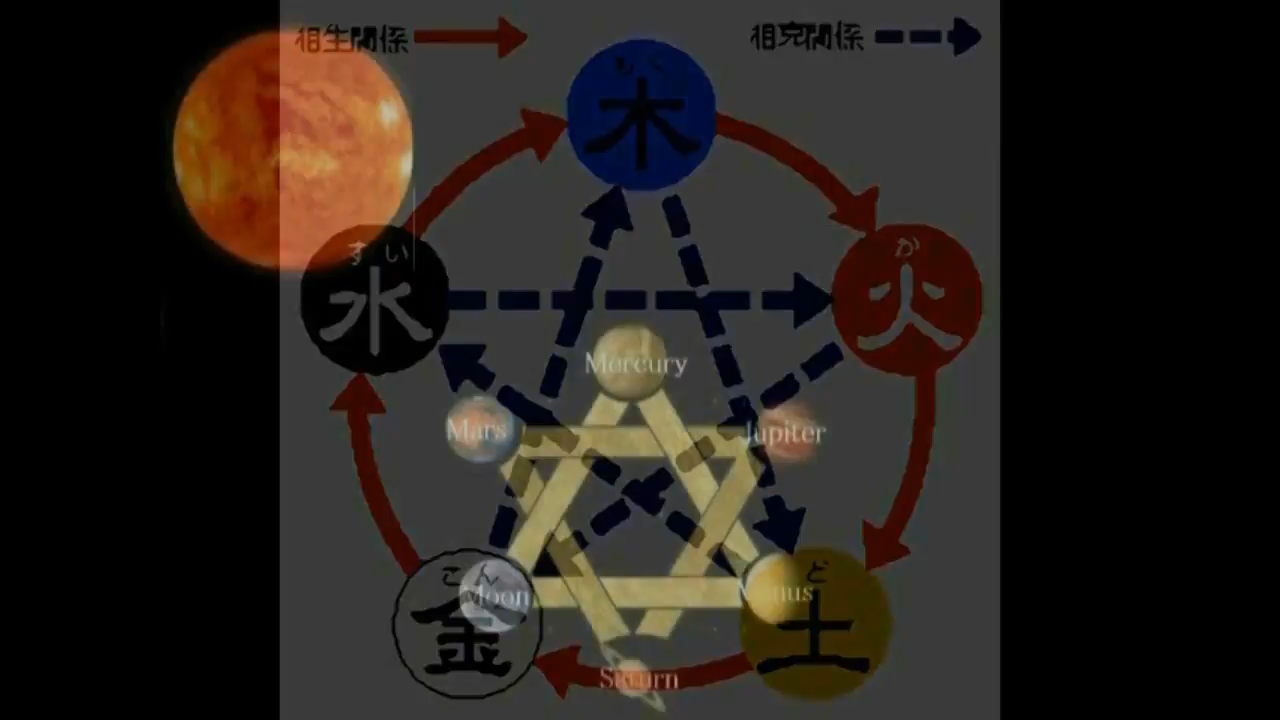 相生関係
相克関係
もく
木
すい
水
か
火
Mercury
Mars
Jupiter
こん
金
Moon
ど
土
Venus
Saturn